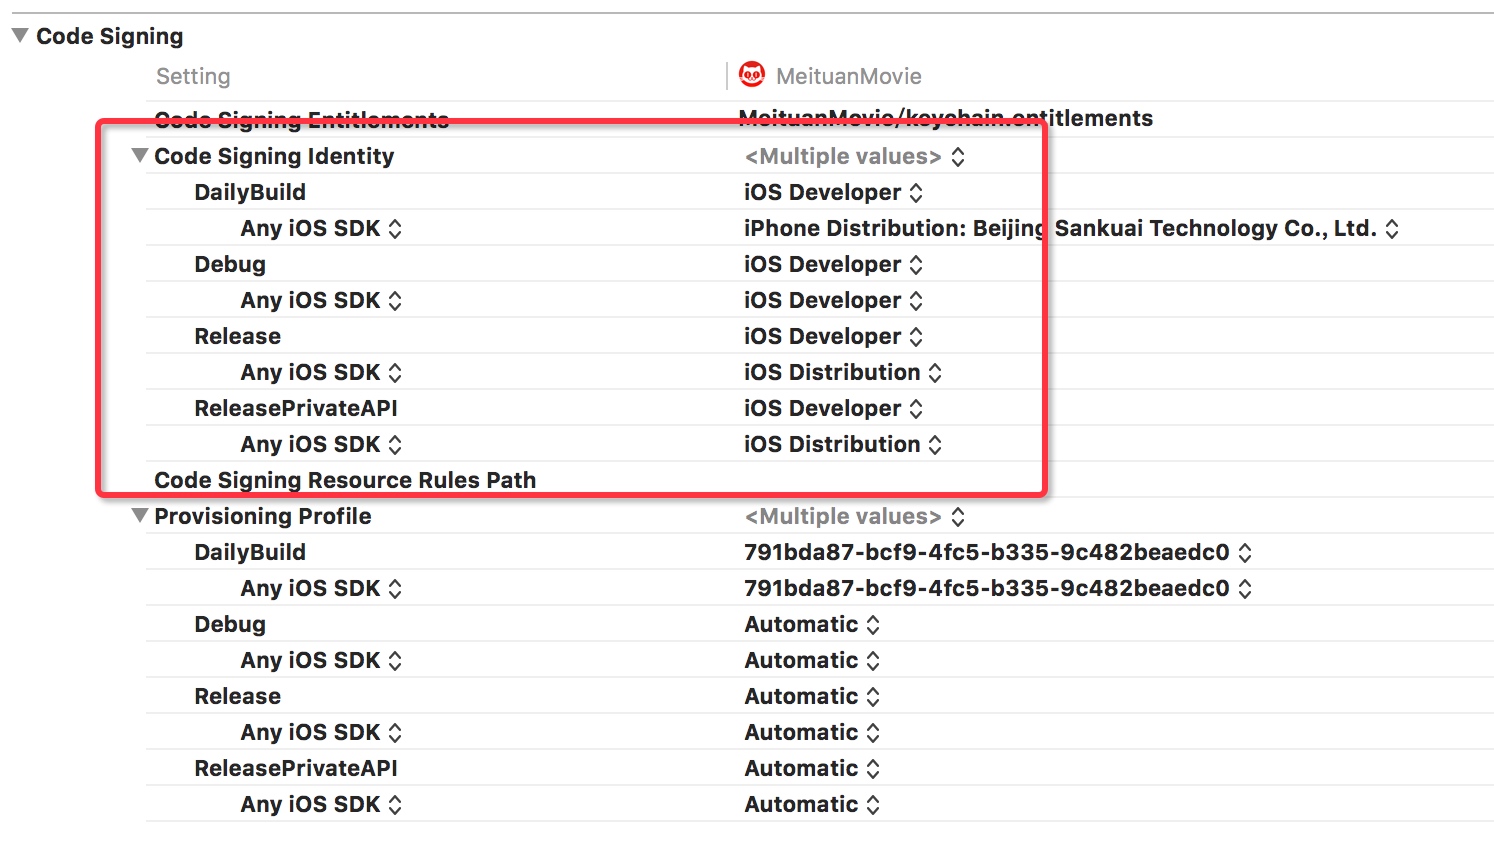 Code Signing
Setting MeituanMovie
Code Signing Entitlements MeituanMovie/keychain.entitlements
Code Signing Identity <Multiple values>
DailyBuild iOS Developer
Any iOS SDK iPhone Distribution: Beijing Sankuai Technology Co., Ltd.
Debug iOS Developer
Any iOS SDK iOS Developer
Release iOS Developer
Any iOS SDK iOS Distribution
ReleasePrivateAPI iOS Developer
Any iOS SDK iOS Distribution
Code Signing Resource Rules Path
Provisioning Profile <Multiple values>
DailyBuild 791bda87-bcf9-4fc5-b335-9c482beaedc0
Any iOS SDK 791bda87-bcf9-4fc5-b335-9c482beaedc0
Debug Automatic
Any iOS SDK Automatic
Release Automatic
Any iOS SDK Automatic
ReleasePrivateAPI Automatic
Any iOS SDK Automatic